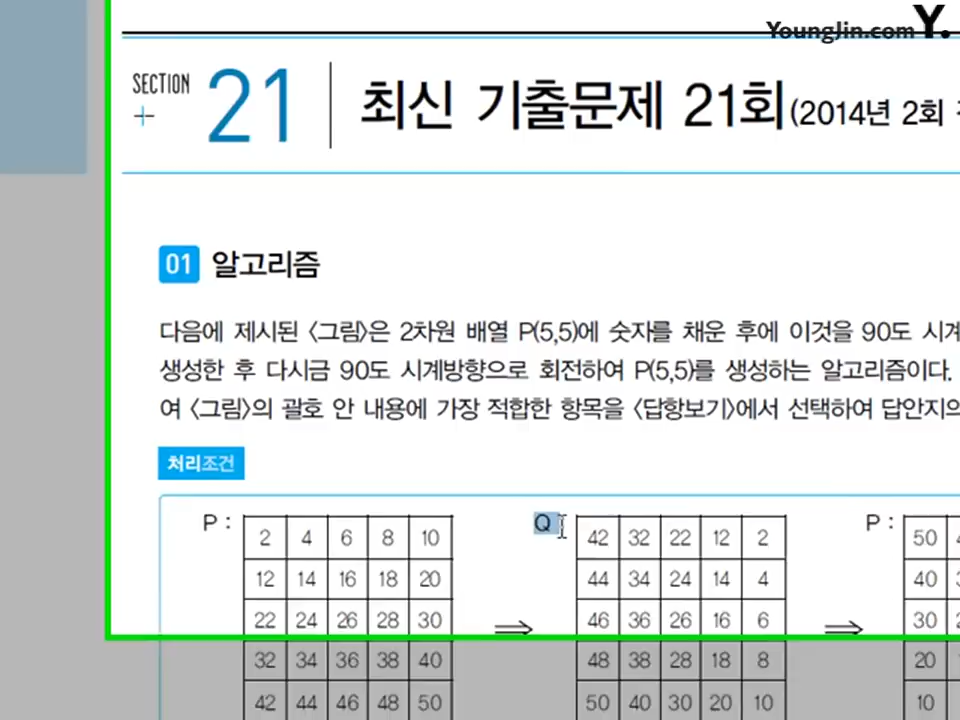 YoungJin.com Y.
SECTION
+
21
최신 기출문제 21회(2014년 2회
01 알고리즘
다음에 제시된 〈그림〉은 2차원 배열 P(5,5)에 숫자를 채운 후에 이것을 90도 시계
생성한 후 다시금 90도 시계방향으로 회전하여 P(5,5)를 생성하는 알고리즘이다.
여 〈그림〉의 괄호 안 내용에 가장 적합한 항목을 〈답항보기〉에서 선택하여 답안지의
처리조건
P : 2 4 6 8 10 Q 42 32 22 12 2 P : 50
12 14 16 18 20 44 34 24 14 4 40
22 24 26 28 30 ⇒ 46 36 26 16 6 ⇒ 30
32 34 36 38 40 48 38 28 18 8 20
42 44 46 48 50 50 40 30 20 10 10